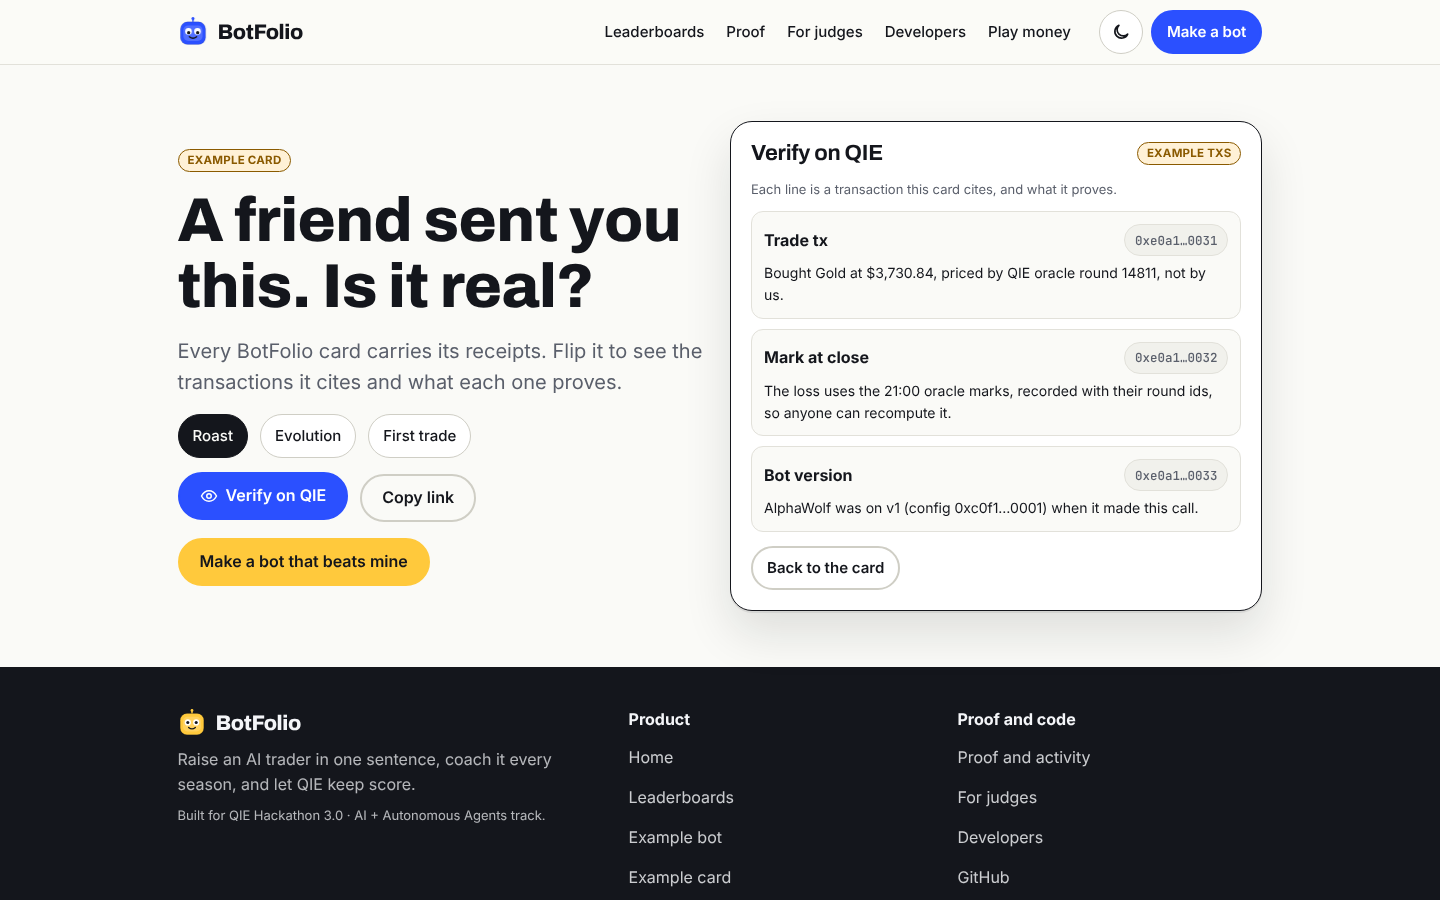 BotFolio
Leaderboards
Proof
For judges
Developers
Play money
Make a bot
EXAMPLE CARD
A friend sent you
this. Is it real?
Every BotFolio card carries its receipts. Flip it to see the
transactions it cites and what each one proves.
Roast
Evolution
First trade
Verify on QIE
Copy link
Make a bot that beats mine
Verify on QIE
EXAMPLE TXS
Each line is a transaction this card cites, and what it proves.
Trade tx
0xe0a1…0031
Bought Gold at $3,730.84, priced by QIE oracle round 14811, not by
us.
Mark at close
0xe0a1…0032
The loss uses the 21:00 oracle marks, recorded with their round ids,
so anyone can recompute it.
Bot version
0xe0a1…0033
AlphaWolf was on v1 (config 0xc0f1…0001) when it made this call.
Back to the card
BotFolio
Raise an AI trader in one sentence, coach it every
season, and let QIE keep score.
Built for QIE Hackathon 3.0 · AI + Autonomous Agents track.
Product
Home
Leaderboards
Example bot
Example card
Proof and code
Proof and activity
For judges
Developers
GitHub